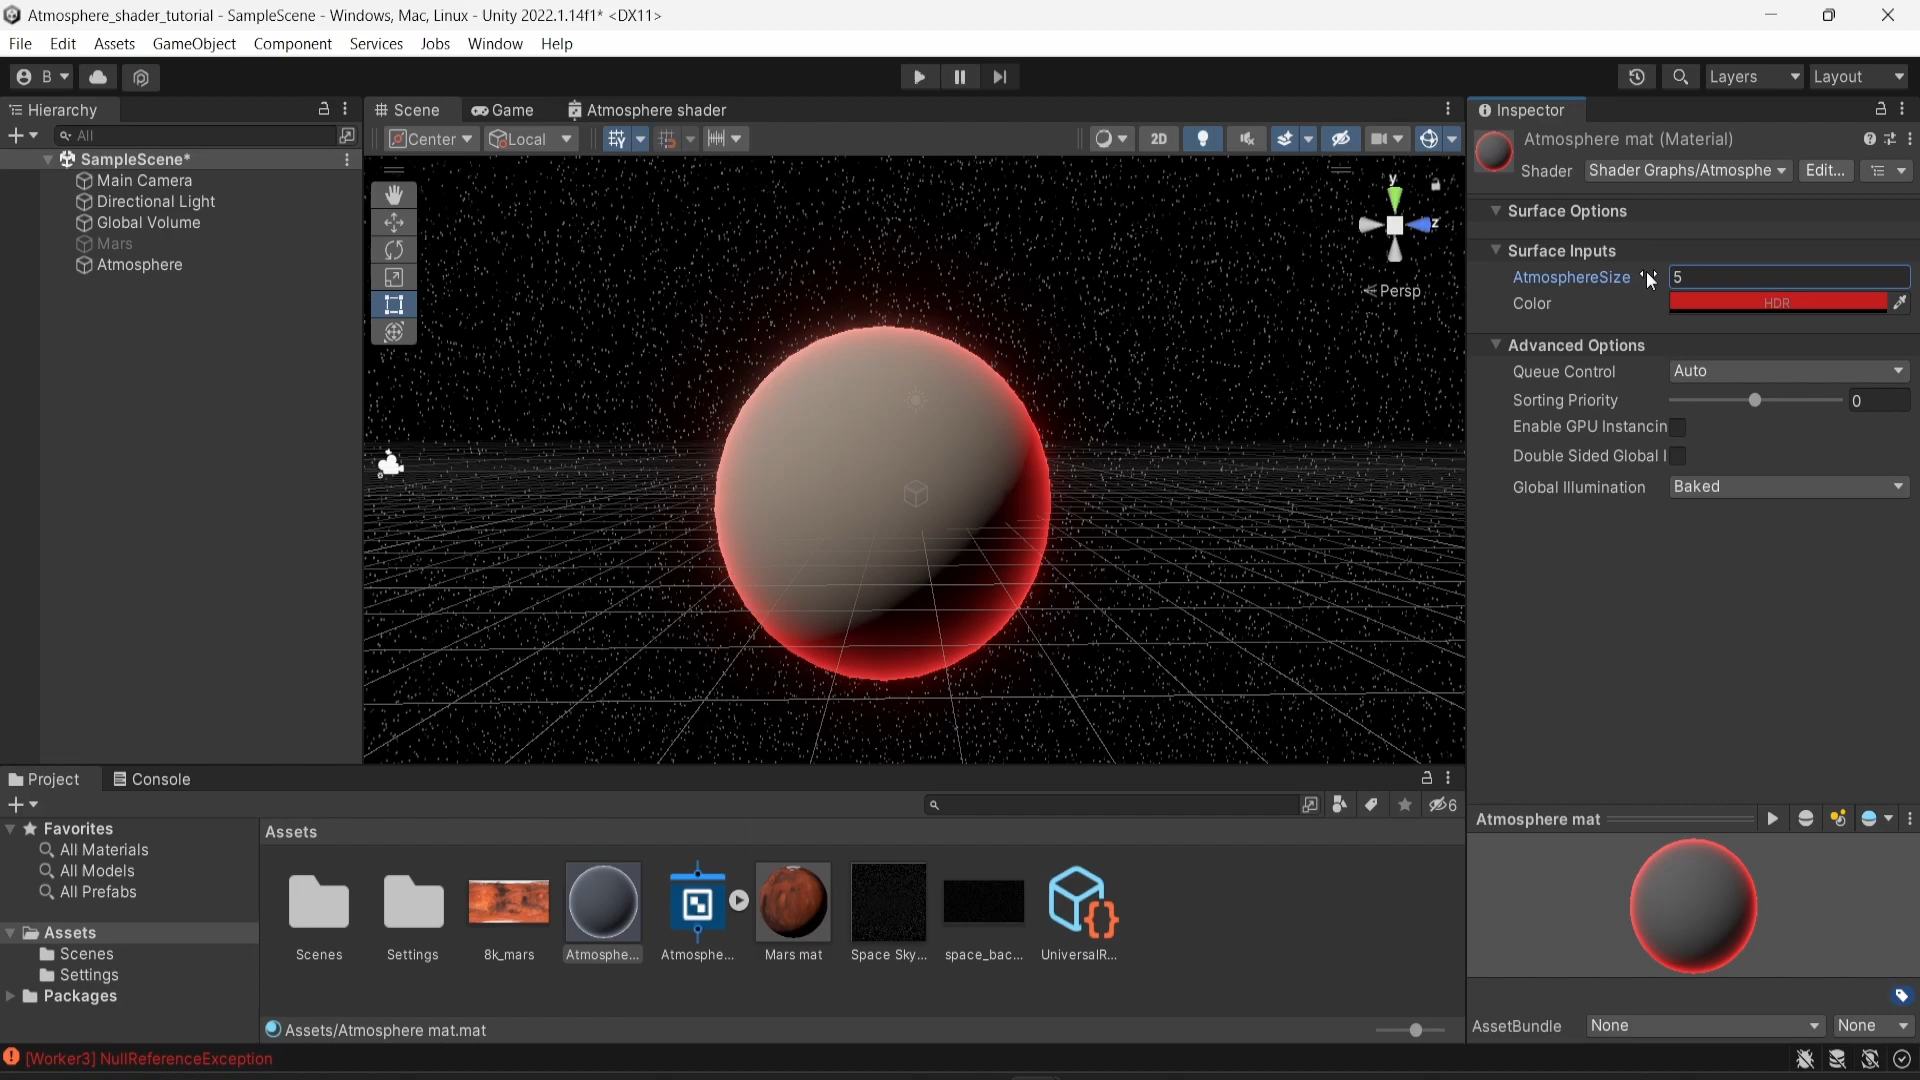 Atmosphere_shader_tutorial - SampleScene - Windows, Mac, Linux - Unity 2022.1.14f1* <DX11>
File Edit Assets GameObject Component Services Jobs Window Help
B Layers Layout
Hierarchy
All
SampleScene*
Main Camera
Directional Light
Global Volume
Mars
Atmosphere
Scene Game Atmosphere shader
Center Local 2D
y
z
Persp
Inspector
Atmosphere mat (Material)
Shader Shader Graphs/Atmosphe Edit...
Surface Options
Surface Inputs
AtmosphereSize 5
Color HDR
Advanced Options
Queue Control Auto
Sorting Priority 0
Enable GPU Instancin
Double Sided Global I
Global Illumination Baked
Project Console
6
Favorites
All Materials
All Models
All Prefabs
Assets
Scenes
Settings
Packages
Assets
Scenes Settings 8k_mars Atmosphe... Atmosphe... Mars mat Space Sky... space_bac... UniversalR...
Assets/Atmosphere mat.mat
Atmosphere mat
AssetBundle None None
[Worker3] NullReferenceException